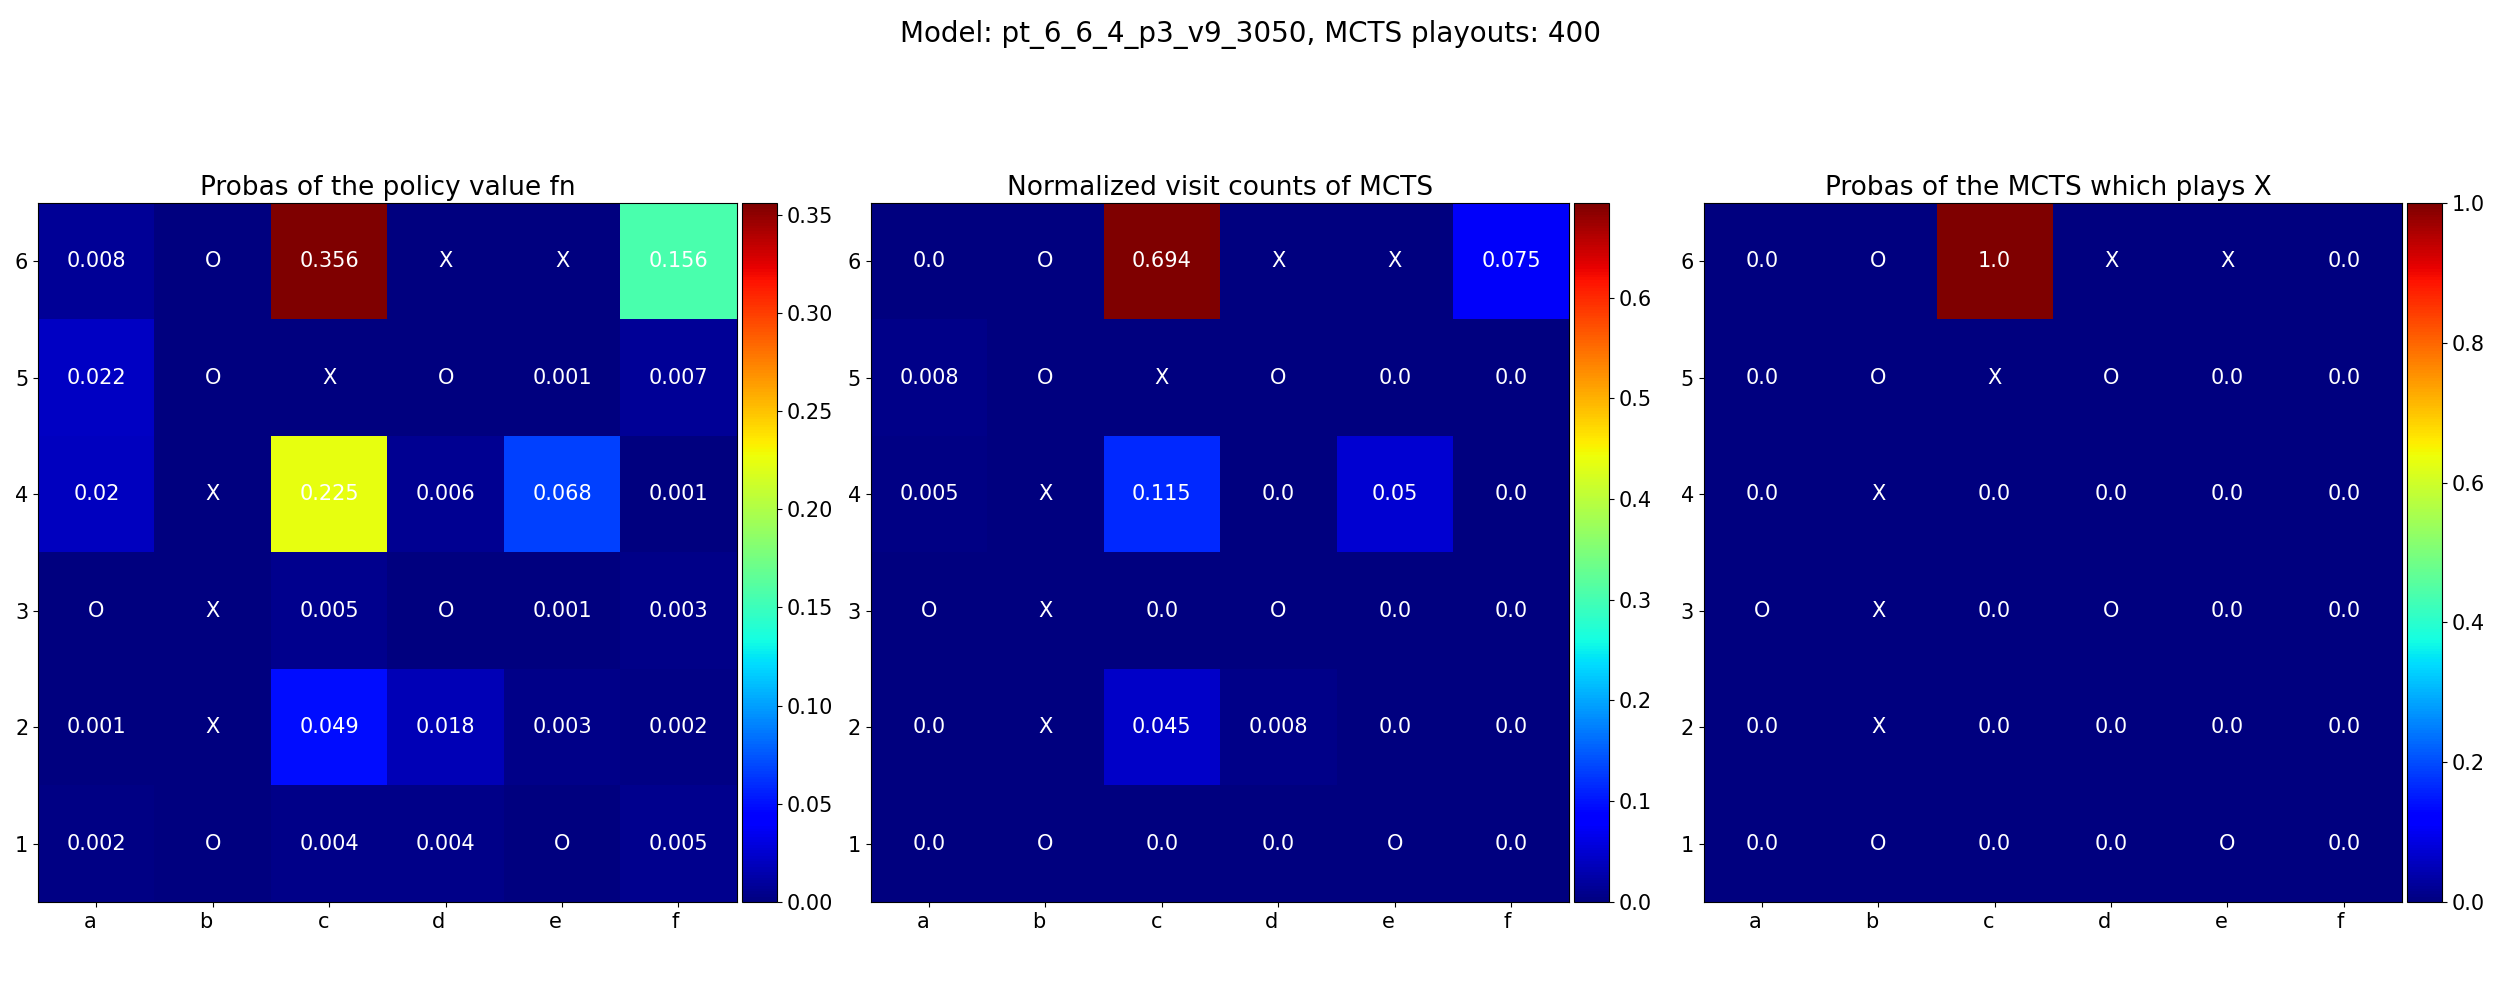 Model: pt_6_6_4_p3_v9_3050, MCTS playouts: 400
Probas of the policy value fn
6 0.008 O 0.356 X X 0.156
5 0.022 O X O 0.001 0.007
4 0.02 X 0.225 0.006 0.068 0.001
3 O X 0.005 O 0.001 0.003
2 0.001 X 0.049 0.018 0.003 0.002
1 0.002 O 0.004 0.004 O 0.005
a b c d e f
0.35
0.30
0.25
0.20
0.15
0.10
0.05
0.00
Normalized visit counts of MCTS
6 0.0 O 0.694 X X 0.075
5 0.008 O X O 0.0 0.0
4 0.005 X 0.115 0.0 0.05 0.0
3 O X 0.0 O 0.0 0.0
2 0.0 X 0.045 0.008 0.0 0.0
1 0.0 O 0.0 0.0 O 0.0
a b c d e f
0.6
0.5
0.4
0.3
0.2
0.1
0.0
Probas of the MCTS which plays X
6 0.0 O 1.0 X X 0.0
5 0.0 O X O 0.0 0.0
4 0.0 X 0.0 0.0 0.0 0.0
3 O X 0.0 O 0.0 0.0
2 0.0 X 0.0 0.0 0.0 0.0
1 0.0 O 0.0 0.0 O 0.0
a b c d e f
1.0
0.8
0.6
0.4
0.2
0.0